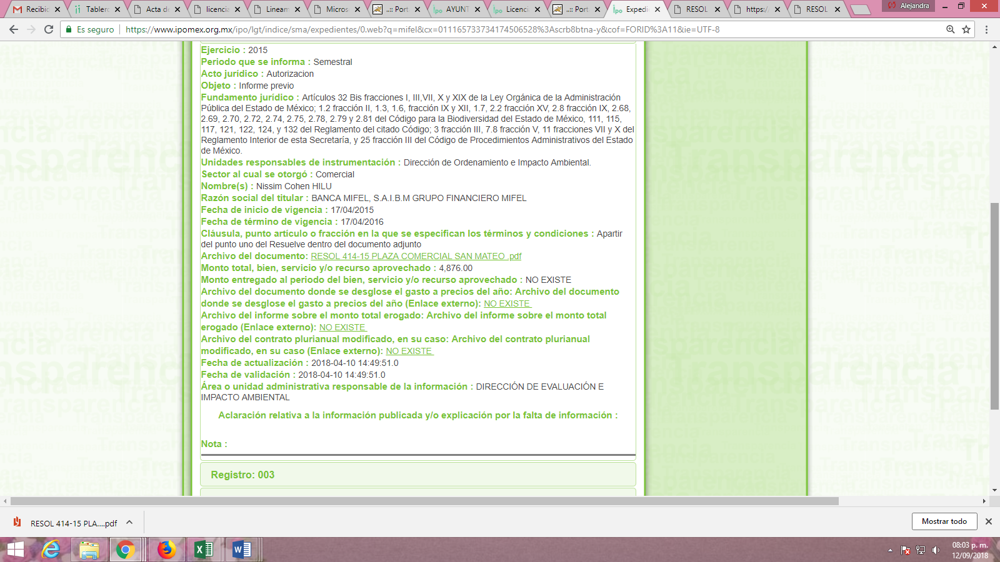 Recibic
Tablero
Acta de
licencia
Lineam
Micros
..:: Port
AYUNT
Licenci
..:: Port
Expedi
RESOL
https:/
RESOL
Alejandra
Es seguro
https://www.ipomex.org.mx/ipo/lgt/indice/sma/expedientes/0.web?q=mifel&cx=011165733734174506528%3Ascrb8btna-y&cof=FORID%3A11&ie=UTF-8
Ejercicio : 2015
Periodo que se informa : Semestral
Acto juridico : Autorizacion
Objeto : Informe previo
Fundamento jurídico : Artículos 32 Bis fracciones I, III,VII, X y XIX de la Ley Orgánica de la Administración
Pública del Estado de México; 1.2 fracción II, 1.3, 1.6, fracción IX y XII, 1.7, 2.2 fracción XV, 2.8 fracción IX, 2.68,
2.69, 2.70, 2.72, 2.74, 2.75, 2.78, 2.79 y 2.81 del Código para la Biodiversidad del Estado de México, 111, 115,
117, 121, 122, 124, y 132 del Reglamento del citado Código; 3 fracción III, 7.8 fracción V, 11 fracciones VII y X del
Reglamento Interior de esta Secretaría, y 25 fracción III del Código de Procedimientos Administrativos del Estado
de México.
Unidades responsables de instrumentación : Dirección de Ordenamiento e Impacto Ambiental.
Sector al cual se otorgó : Comercial
Nombre(s) : Nissim Cohen HILU
Razón social del titular : BANCA MIFEL, S.A.I.B.M GRUPO FINANCIERO MIFEL
Fecha de inicio de vigencia : 17/04/2015
Fecha de término de vigencia : 17/04/2016
Cláusula, punto artículo o fracción en la que se especifican los términos y condiciones : Apartir
del punto uno del Resuelve dentro del documento adjunto
Archivo del documento: RESOL 414-15 PLAZA COMERCIAL SAN MATEO .pdf
Monto total, bien, servicio y/o recurso aprovechado : 4,876.00
Monto entregado al periodo del bien, servicio y/o recurso aprovechado : NO EXISTE
Archivo del documento donde se desglose el gasto a precios del año: Archivo del documento
donde se desglose el gasto a precios del año (Enlace externo): NO EXISTE
Archivo del informe sobre el monto total erogado: Archivo del informe sobre el monto total
erogado (Enlace externo): NO EXISTE
Archivo del contrato plurianual modificado, en su caso: Archivo del contrato plurianual
modificado, en su caso (Enlace externo): NO EXISTE
Fecha de actualización : 2018-04-10 14:49:51.0
Fecha de validación : 2018-04-10 14:49:51.0
Área o unidad administrativa responsable de la información : DIRECCIÓN DE EVALUACIÓN E
IMPACTO AMBIENTAL
Aclaración relativa a la información publicada y/o explicación por la falta de información :
Nota :
Registro: 003
RESOL 414-15 PLA....pdf
Mostrar todo
08:03 p. m.
12/09/2018